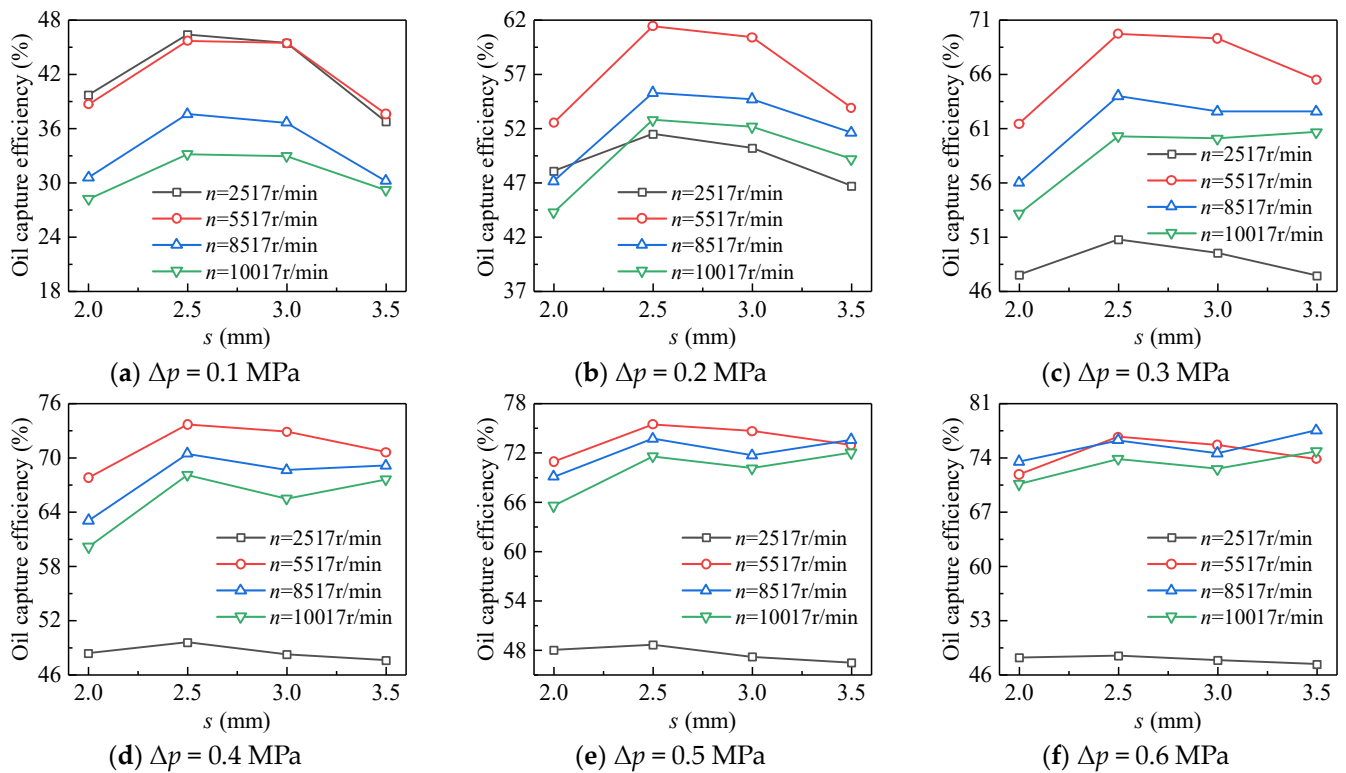 Oil capture efficiency (%)
48
42
36
30
24
18
n=2517r/min
n=5517r/min
n=8517r/min
n=10017r/min
2.0 2.5 3.0 3.5
s (mm)
(a) Δp = 0.1 MPa
Oil capture efficiency (%)
62
57
52
47
42
37
n=2517r/min
n=5517r/min
n=8517r/min
n=10017r/min
2.0 2.5 3.0 3.5
s (mm)
(b) Δp = 0.2 MPa
Oil capture efficiency (%)
71
66
61
56
51
46
n=2517r/min
n=5517r/min
n=8517r/min
n=10017r/min
2.0 2.5 3.0 3.5
s (mm)
(c) Δp = 0.3 MPa
Oil capture efficiency (%)
76
70
64
58
52
46
n=2517r/min
n=5517r/min
n=8517r/min
n=10017r/min
2.0 2.5 3.0 3.5
s (mm)
(d) Δp = 0.4 MPa
Oil capture efficiency (%)
78
72
66
60
54
48
n=2517r/min
n=5517r/min
n=8517r/min
n=10017r/min
2.0 2.5 3.0 3.5
s (mm)
(e) Δp = 0.5 MPa
Oil capture efficiency (%)
81
74
67
60
53
46
n=2517r/min
n=5517r/min
n=8517r/min
n=10017r/min
2.0 2.5 3.0 3.5
s (mm)
(f) Δp = 0.6 MPa